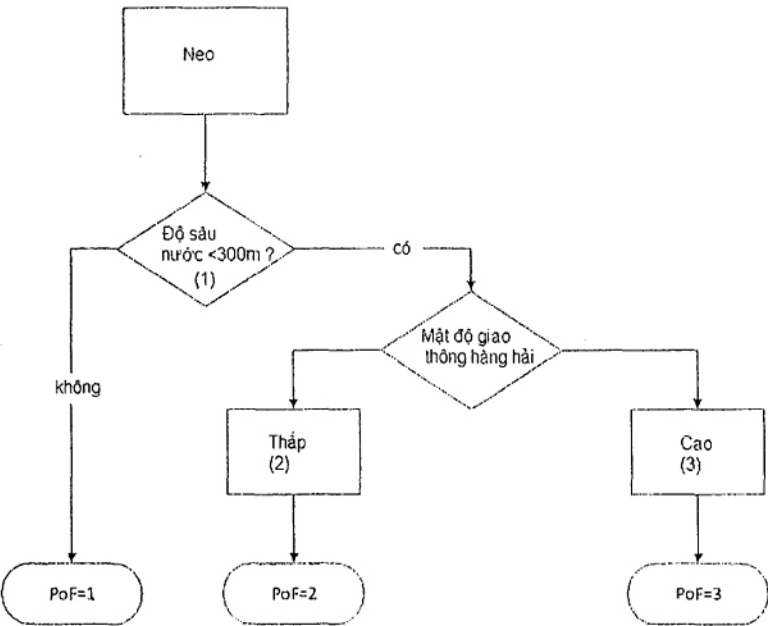 Neo
Độ sâu
nước <300m ?
(1)
có
Mật độ giao
thông hàng hải
không
Thấp
(2)
Cao
(3)
PoF=1
PoF=2
PoF=3